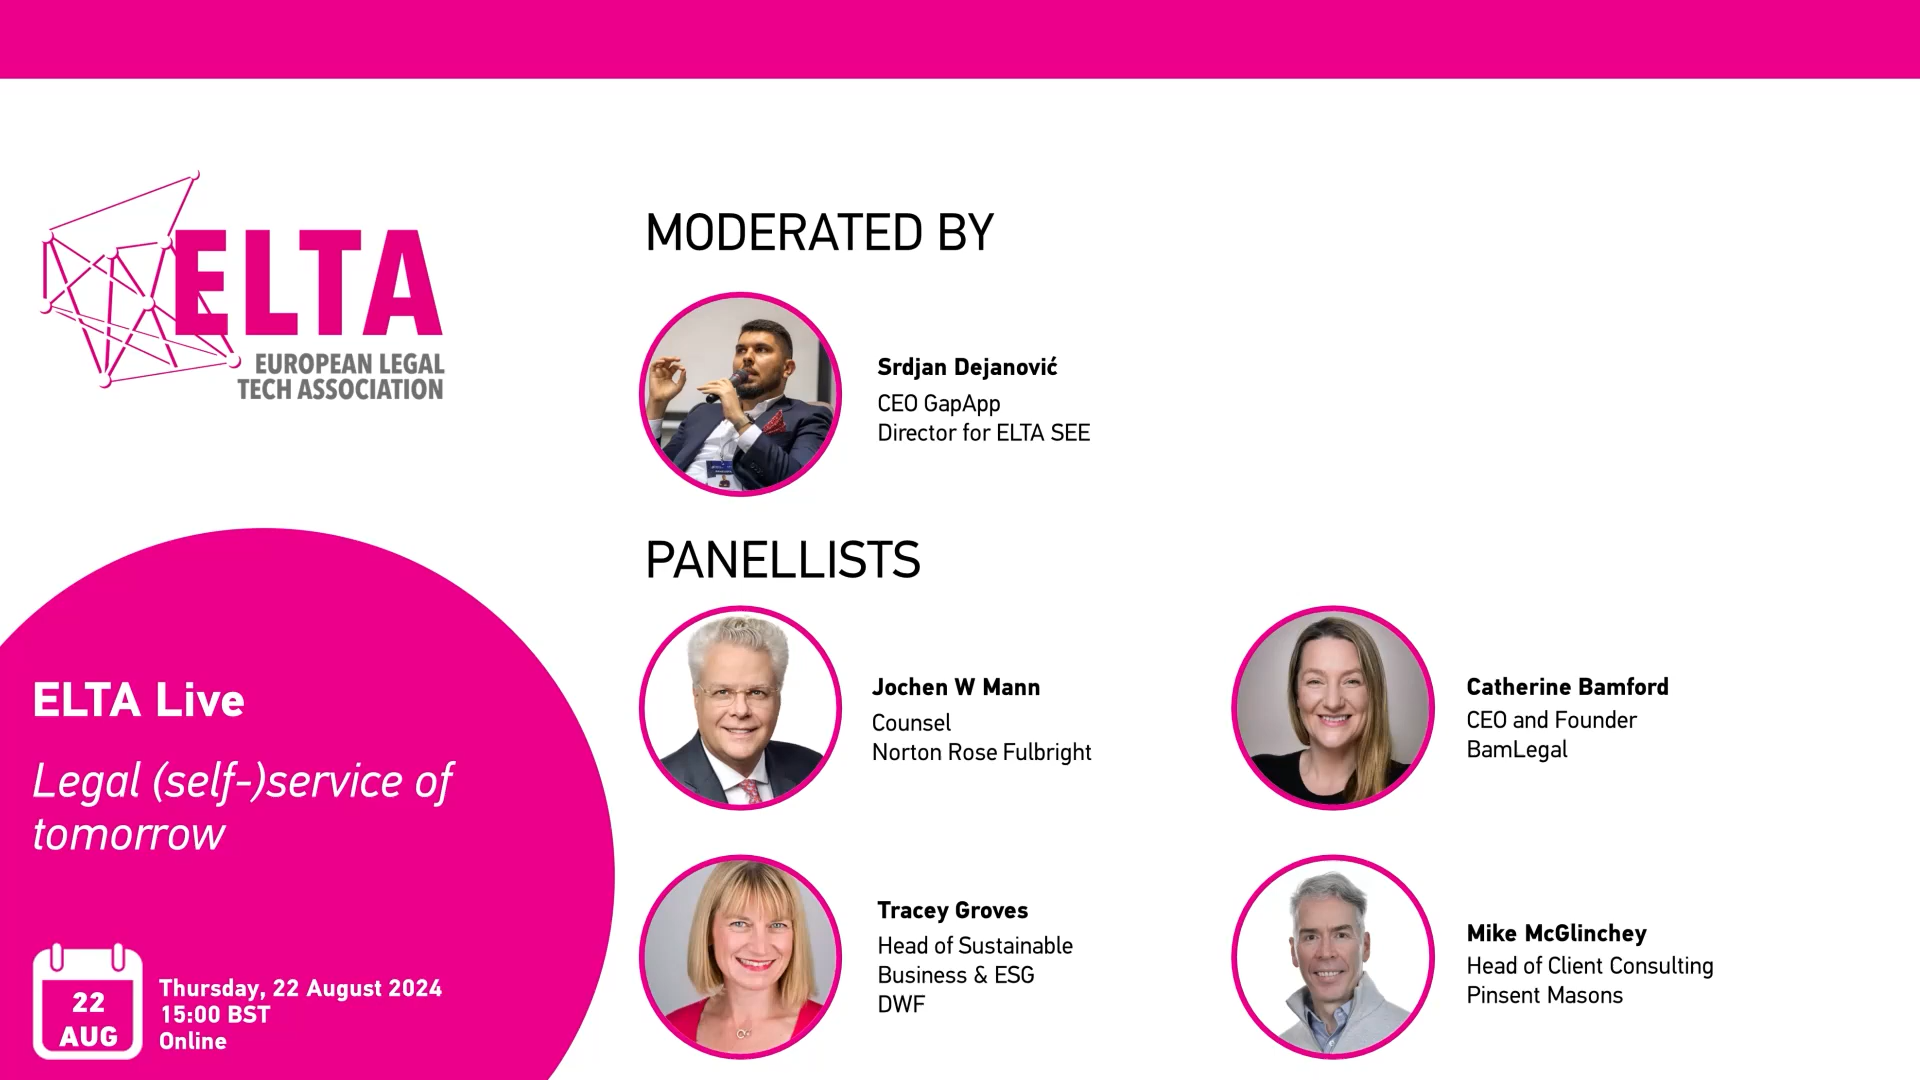 ELTA
EUROPEAN LEGAL
TECH ASSOCIATION
ELTA Live
Legal (self-)service of
tomorrow
22
AUG
Thursday, 22 August 2024
15:00 BST
Online
MODERATED BY
Srdjan Dejanović
CEO GapApp
Director for ELTA SEE
PANELLISTS
Jochen W Mann
Counsel
Norton Rose Fulbright
Catherine Bamford
CEO and Founder
BamLegal
Tracey Groves
Head of Sustainable
Business & ESG
DWF
Mike McGlinchey
Head of Client Consulting
Pinsent Masons